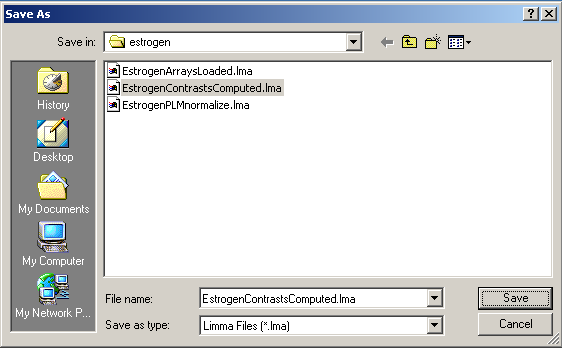 Save As
Save in: estrogen
History
Desktop
My Documents
My Computer
My Network P...
EstrogenArraysLoaded.lma
EstrogenContrastsComputed.lma
EstrogenPLMnormalize.lma
File name: EstrogenContrastsComputed.lma Save
Save as type: Limma Files (*.lma) Cancel